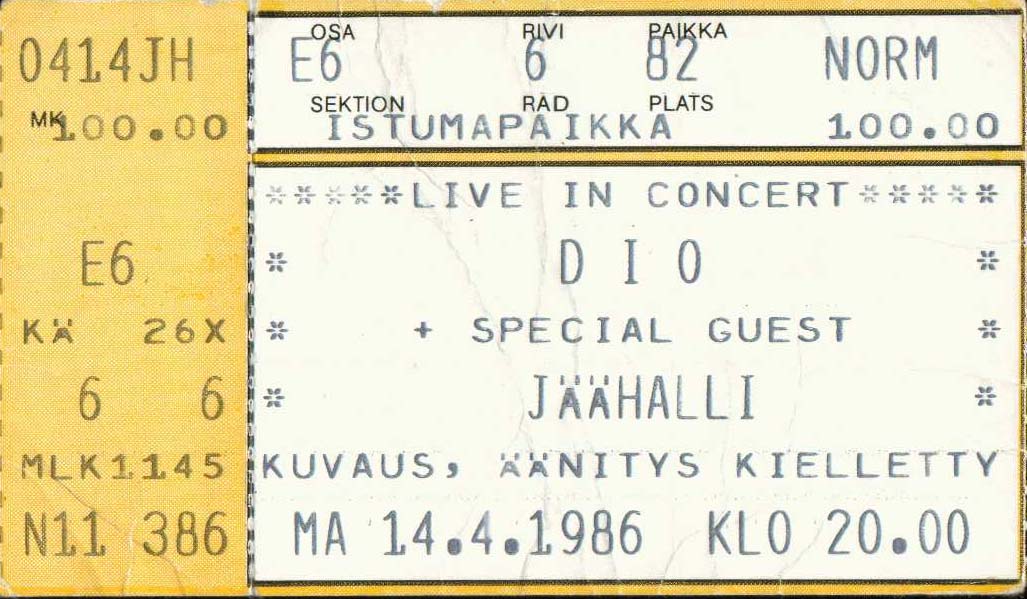 0414JH
MK 100.00
E6
KÄ 26X
6 6
MLK1145
N11 386
OSA RIVI PAIKKA
E6 6 82 NORM
SEKTION RAD PLATS
ISTUMAPAIKKA 100.00
*****LIVE IN CONCERT*****
* D I O *
* + SPECIAL GUEST *
* JÄÄHALLI *
KUVAUS, ÄÄNITYS KIELLETTY
MA 14.4.1986 KLO 20.00